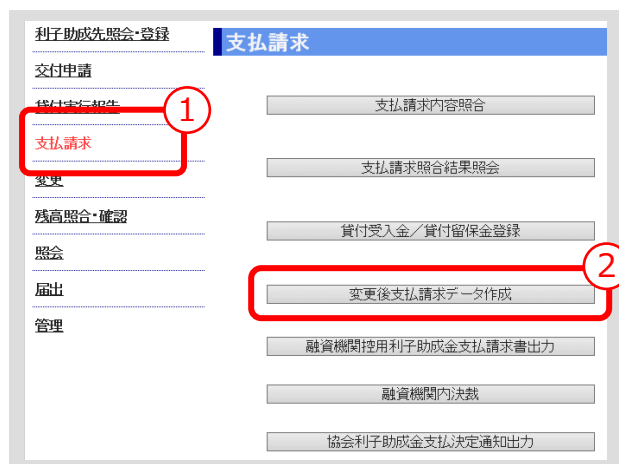 利子助成先照会・登録
交付申請
貸付実行報告
支払請求
変更
残高照合・確認
照会
届出
管理
支払請求
支払請求内容照合
支払請求照合結果照会
貸付受入金／貸付留保金登録
変更後支払請求データ作成
融資機関控用利子助成金支払請求書出力
融資機関内決裁
協会利子助成金支払決定通知出力
1
2